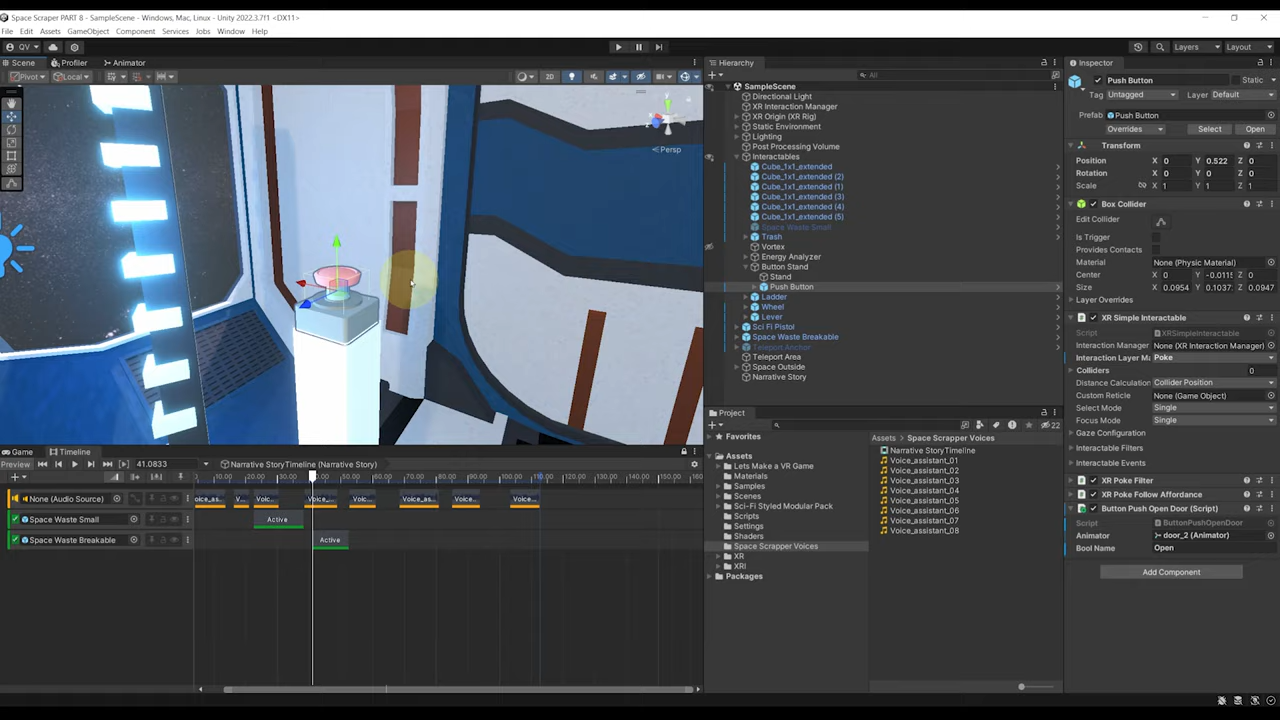 Space Scraper PART 8 - SampleScene - Windows, Mac, Linux - Unity 2022.3.7f1 <DX11>
File Edit Assets GameObject Component Services Jobs Window Help
QV Layers Layout
Scene Profiler Animator
Pivot Local 2D
Persp
Game Timeline
Preview 41.0833 Narrative StoryTimeline (Narrative Story)
None (Audio Source)
Space Waste Small Active
Space Waste Breakable Active
Hierarchy
All
SampleScene
Directional Light
XR Interaction Manager
XR Origin (XR Rig)
Static Environment
Lighting
Post Processing Volume
Interactables
Cube_1x1_extended
Cube_1x1_extended (2)
Cube_1x1_extended (1)
Cube_1x1_extended (3)
Cube_1x1_extended (4)
Cube_1x1_extended (5)
Space Waste Small
Trash
Vortex
Energy Analyzer
Button Stand
Stand
Push Button
Ladder
Wheel
Lever
Sci Fi Pistol
Space Waste Breakable
Teleport Anchor
Teleport Area
Space Outside
Narrative Story
Project
22
Favorites
Assets
Lets Make a VR Game
Materials
Samples
Scenes
Sci-Fi Styled Modular Pack
Scripts
Settings
Shaders
Space Scrapper Voices
XR
XRI
Packages
Assets > Space Scrapper Voices
Narrative StoryTimeline
Voice_assistant_01
Voice_assistant_02
Voice_assistant_03
Voice_assistant_04
Voice_assistant_05
Voice_assistant_06
Voice_assistant_07
Voice_assistant_08
Inspector
Push Button Static
Tag Untagged Layer Default
Prefab Push Button
Overrides Select Open
Transform
Position X 0 Y 0.522 Z 0
Rotation X 0 Y 0 Z 0
Scale X 1 Y 1 Z 1
Box Collider
Edit Collider
Is Trigger
Provides Contacts
Material None (Physic Material)
Center X 0 Y -0.0115 Z 0
Size X 0.0954 Y 0.1037 Z 0.0947
Layer Overrides
XR Simple Interactable
Script XRSimpleInteractable
Interaction Manager None (XR Interaction Manager)
Interaction Layer Ma Poke
Colliders 0
Distance Calculation Collider Position
Custom Reticle None (Game Object)
Select Mode Single
Focus Mode Single
Gaze Configuration
Interactable Filters
Interactable Events
XR Poke Filter
XR Poke Follow Affordance
Button Push Open Door (Script)
Script ButtonPushOpenDoor
Animator door_2 (Animator)
Bool Name Open
Add Component